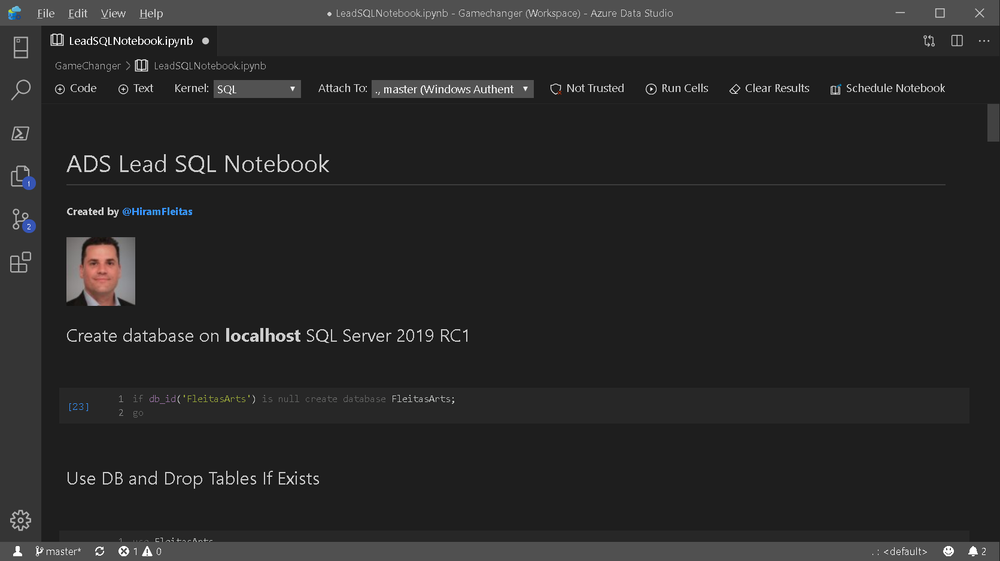 File Edit View Help
● LeadSQLNotebook.ipynb - Gamechanger (Workspace) - Azure Data Studio
LeadSQLNotebook.ipynb ●
GameChanger > LeadSQLNotebook.ipynb
Code Text Kernel: SQL Attach To: ., master (Windows Authent Not Trusted Run Cells Clear Results Schedule Notebook
ADS Lead SQL Notebook
1
Created by @HiramFleitas
2
Create database on localhost SQL Server 2019 RC1
[23]
1 if db_id('FleitasArts') is null create database FleitasArts;
2 go
Use DB and Drop Tables If Exists
1 use FleitasArts
master* 1 0 . : <default> 2